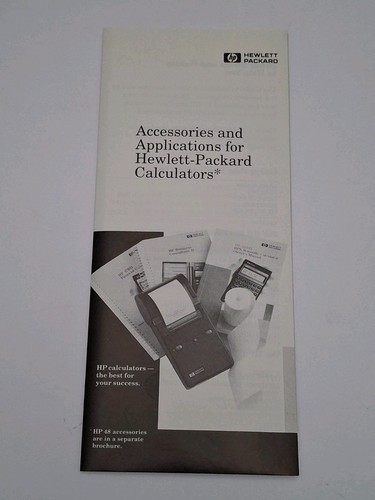 hp HEWLETT
PACKARD
Accessories and
Applications for
Hewlett-Packard
Calculators*
HP calculators —
the best for
your success.
*HP 48 accessories
are in a separate
brochure.